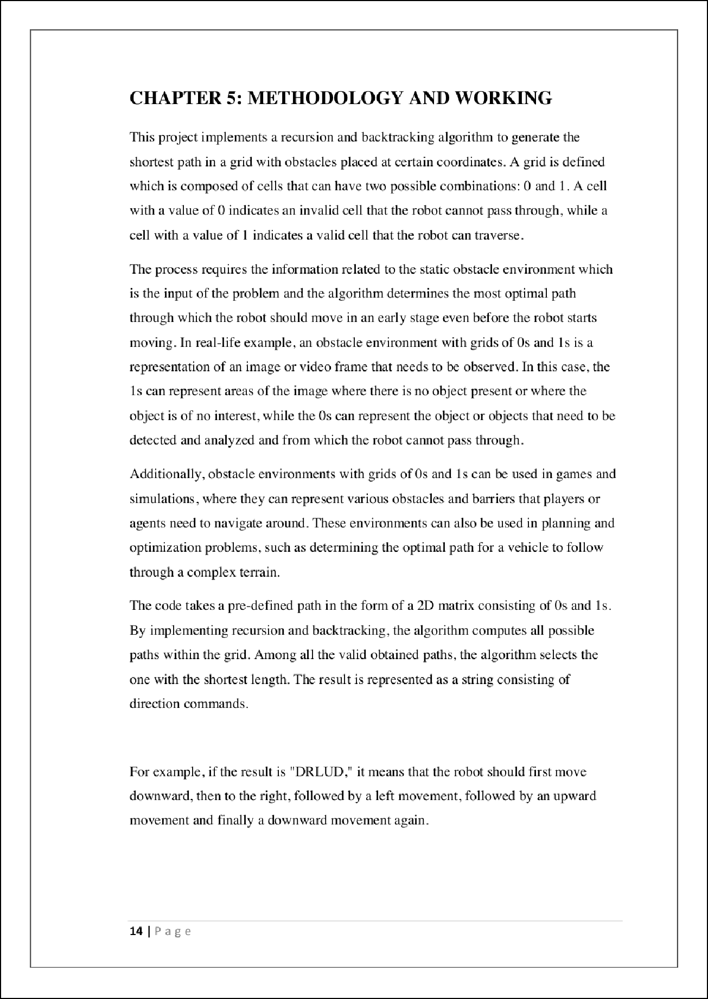 CHAPTER 5: METHODOLOGY AND WORKING
This project implements a recursion and backtracking algorithm to generate the
shortest path in a grid with obstacles placed at certain coordinates. A grid is defined
which is composed of cells that can have two possible combinations: 0 and 1. A cell
with a value of 0 indicates an invalid cell that the robot cannot pass through, while a
cell with a value of 1 indicates a valid cell that the robot can traverse.
The process requires the information related to the static obstacle environment which
is the input of the problem and the algorithm determines the most optimal path
through which the robot should move in an early stage even before the robot starts
moving. In real-life example, an obstacle environment with grids of 0s and 1s is a
representation of an image or video frame that needs to be observed. In this case, the
1s can represent areas of the image where there is no object present or where the
object is of no interest, while the 0s can represent the object or objects that need to be
detected and analyzed and from which the robot cannot pass through.
Additionally, obstacle environments with grids of 0s and 1s can be used in games and
simulations, where they can represent various obstacles and barriers that players or
agents need to navigate around. These environments can also be used in planning and
optimization problems, such as determining the optimal path for a vehicle to follow
through a complex terrain.
The code takes a pre-defined path in the form of a 2D matrix consisting of 0s and 1s.
By implementing recursion and backtracking, the algorithm computes all possible
paths within the grid. Among all the valid obtained paths, the algorithm selects the
one with the shortest length. The result is represented as a string consisting of
direction commands.
For example, if the result is "DRLUD," it means that the robot should first move
downward, then to the right, followed by a left movement, followed by an upward
movement and finally a downward movement again.
14 | Page